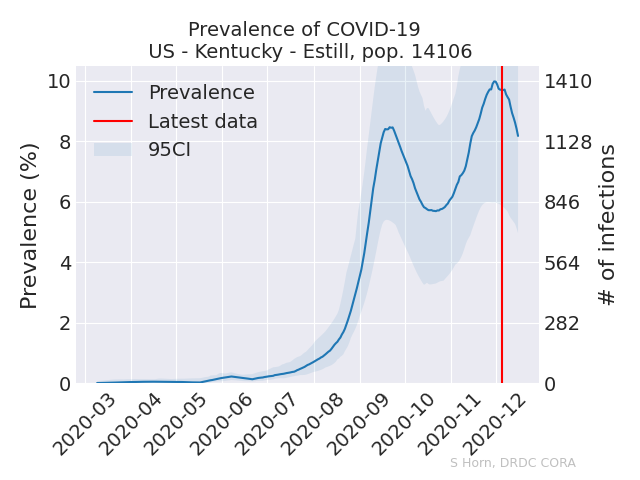 Prevalence of COVID-19
US - Kentucky - Estill, pop. 14106
Prevalence
Latest data
95CI
Prevalence (%)
10
8
6
4
2
0
# of infections
1410
1128
846
564
282
0
2020-03
2020-04
2020-05
2020-06
2020-07
2020-08
2020-09
2020-10
2020-11
2020-12
S Horn, DRDC CORA